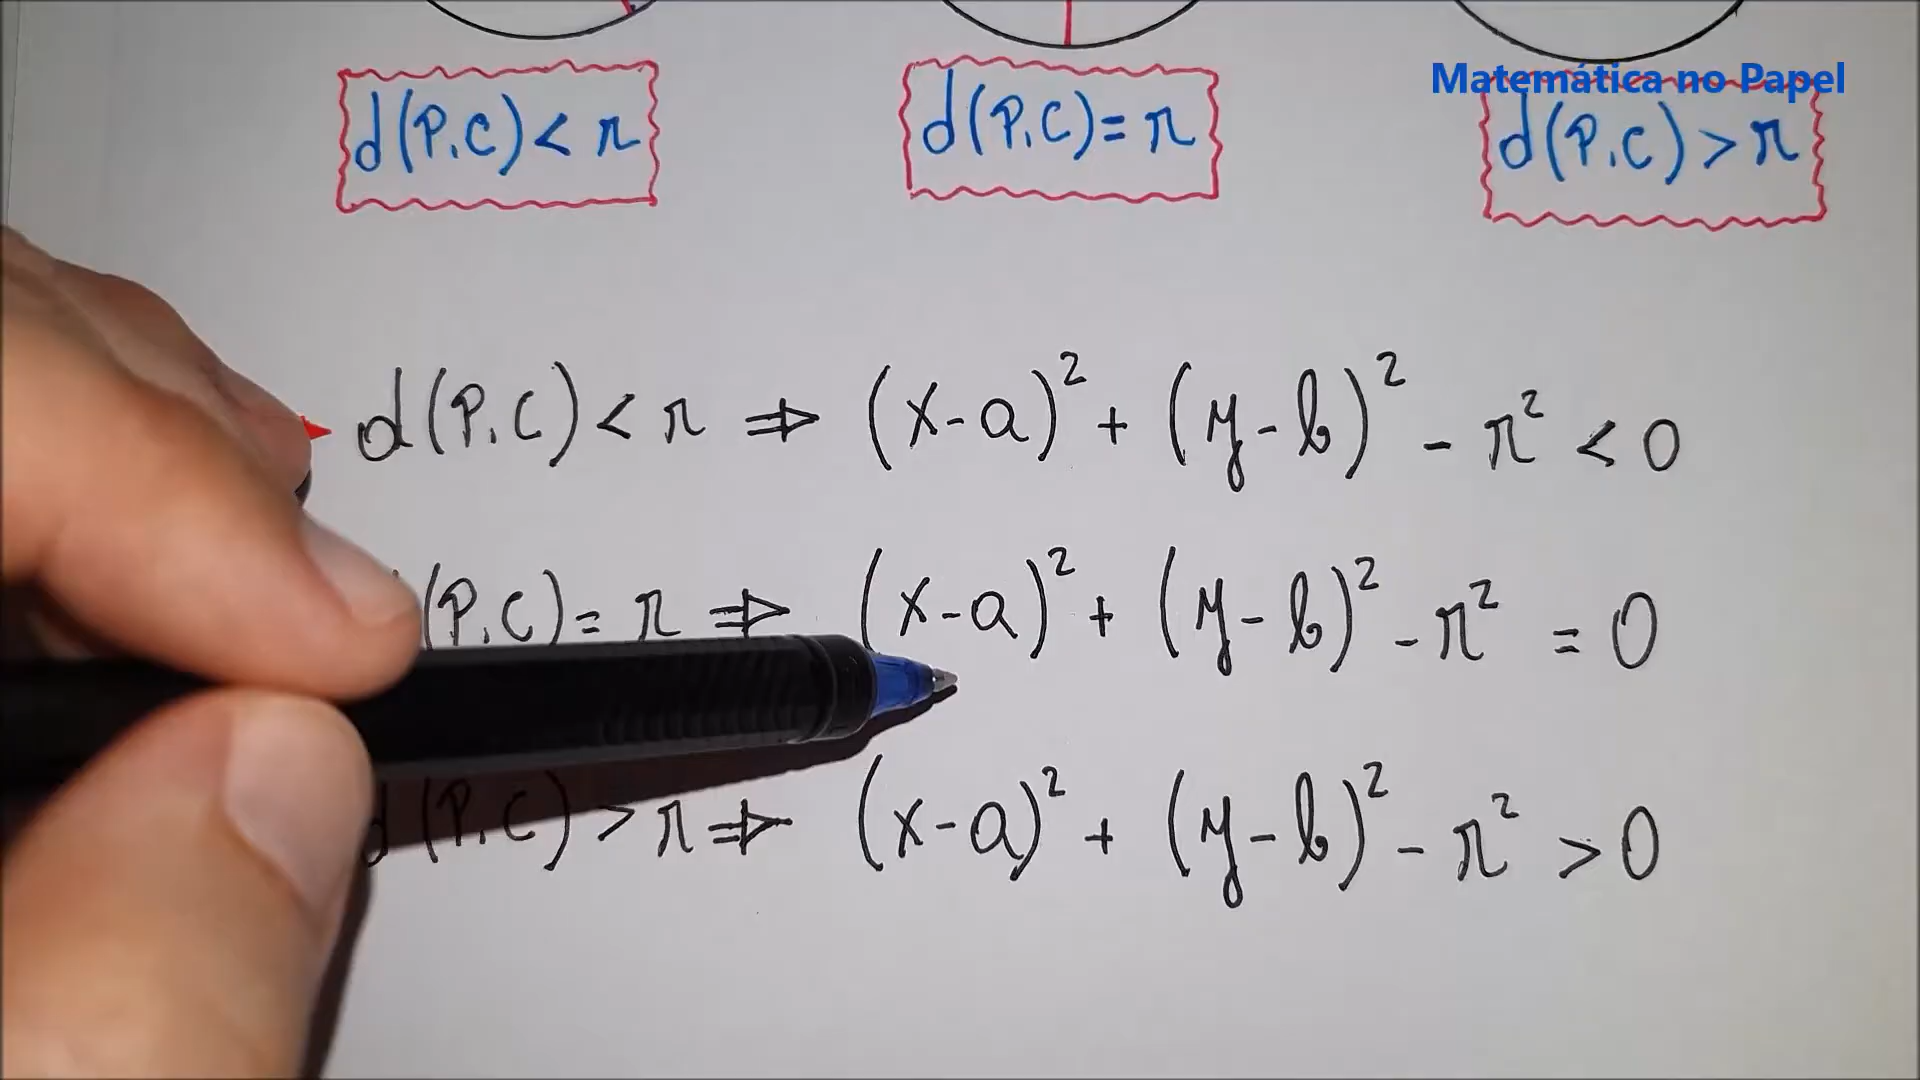 Matemática no Papel
d(P,C) < r
d(P,C) = r
d(P,C) > r
d(P,C) < r ⇒ (x-a)² + (y-b)² - r² < 0
(P,C) = r ⇒ (x-a)² + (y-b)² - r² = 0
d(P,C) > r ⇒ (x-a)² + (y-b)² - r² > 0